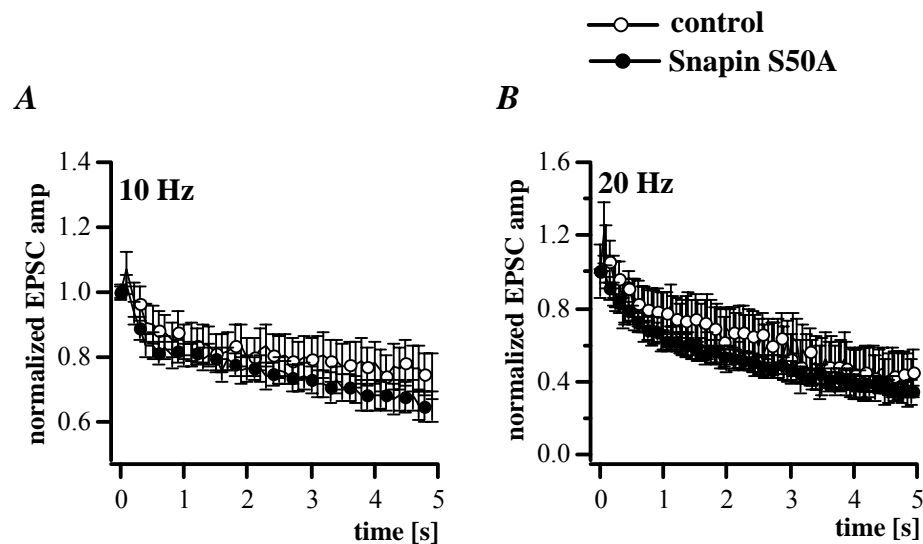 control
Snapin S50A
A
B
10 Hz
normalized EPSC amp
1.4
1.2
1.0
0.8
0.6
0 1 2 3 4 5
time [s]
20 Hz
normalized EPSC amp
1.6
1.2
0.8
0.4
0.0
0 1 2 3 4 5
time [s]